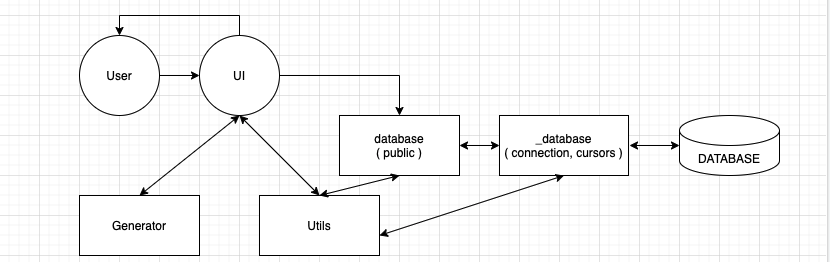 User
UI
database
( public )
_database
( connection, cursors )
DATABASE
Generator
Utils